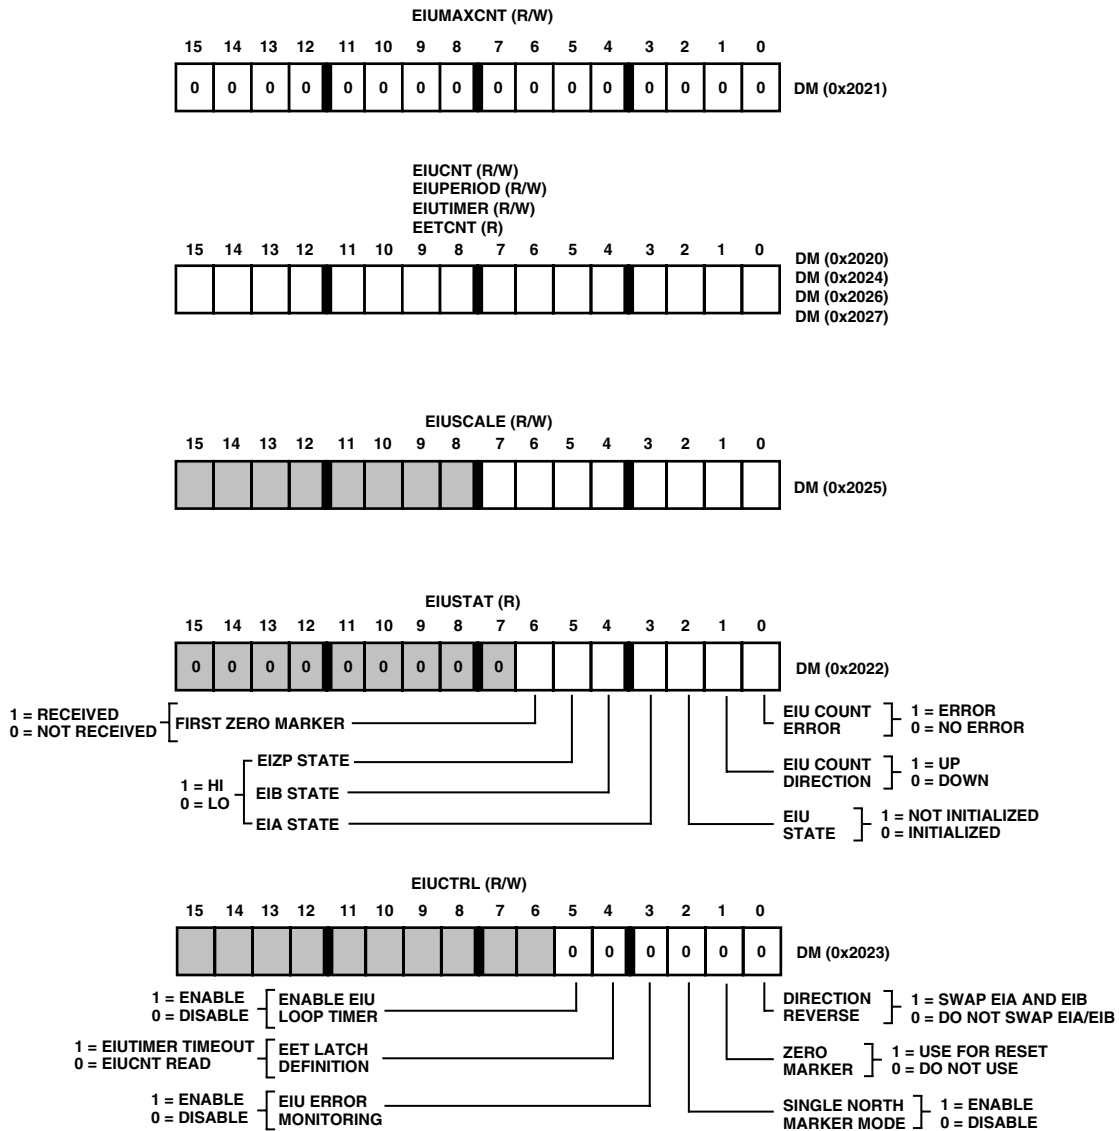 EIUMAXCNT (R/W)
15 14 13 12 11 10 9 8 7 6 5 4 3 2 1 0
0 0 0 0 0 0 0 0 0 0 0 0 0 0 0 0 DM (0x2021)
EIUCNT (R/W)
EIUPERIOD (R/W)
EIUTIMER (R/W)
EETCNT (R)
15 14 13 12 11 10 9 8 7 6 5 4 3 2 1 0
DM (0x2020)
DM (0x2024)
DM (0x2026)
DM (0x2027)
EIUSCALE (R/W)
15 14 13 12 11 10 9 8 7 6 5 4 3 2 1 0
DM (0x2025)
EIUSTAT (R)
15 14 13 12 11 10 9 8 7 6 5 4 3 2 1 0
0 0 0 0 0 0 0 0 0 DM (0x2022)
1 = RECEIVED
0 = NOT RECEIVED
FIRST ZERO MARKER
1 = HI
0 = LO
EIZP STATE
EIB STATE
EIA STATE
EIU COUNT
ERROR
1 = ERROR
0 = NO ERROR
EIU COUNT
DIRECTION
1 = UP
0 = DOWN
EIU
STATE
1 = NOT INITIALIZED
0 = INITIALIZED
EIUCTRL (R/W)
15 14 13 12 11 10 9 8 7 6 5 4 3 2 1 0
0 0 0 0 0 0 DM (0x2023)
1 = ENABLE
0 = DISABLE
ENABLE EIU
LOOP TIMER
1 = EIUTIMER TIMEOUT
0 = EIUCNT READ
EET LATCH
DEFINITION
1 = ENABLE
0 = DISABLE
EIU ERROR
MONITORING
DIRECTION
REVERSE
1 = SWAP EIA AND EIB
0 = DO NOT SWAP EIA/EIB
ZERO
MARKER
1 = USE FOR RESET
0 = DO NOT USE
SINGLE NORTH
MARKER MODE
1 = ENABLE
0 = DISABLE